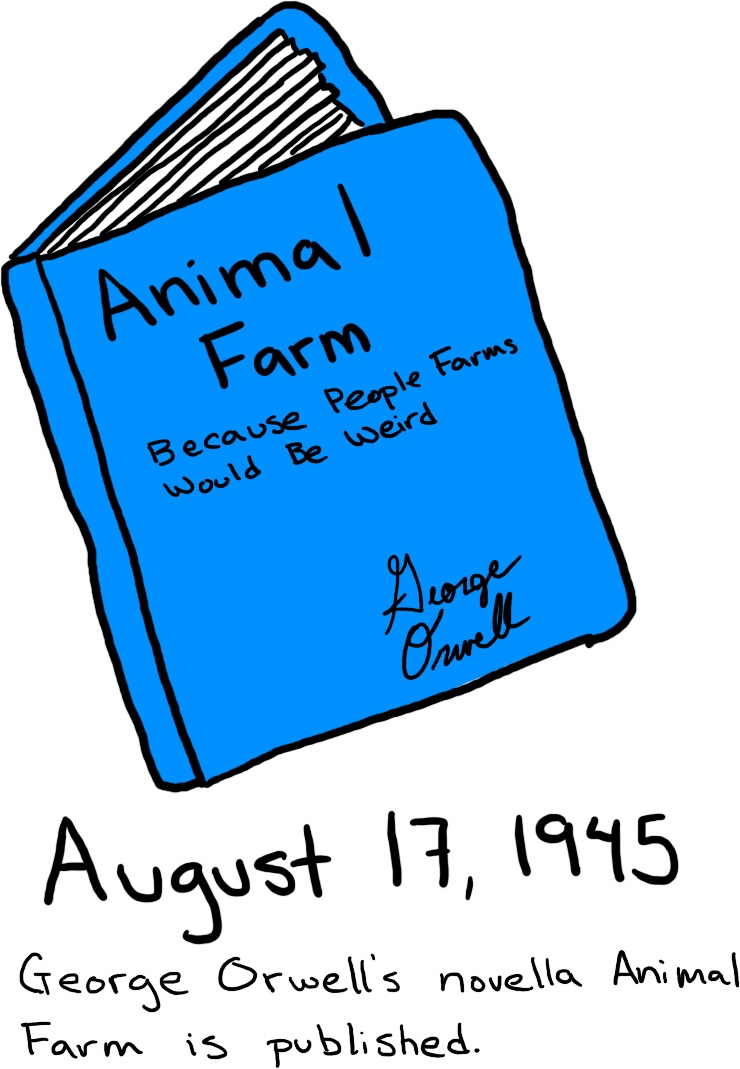 Animal
Farm
Because People Farms
Would Be Weird
George
Orwell
August 17, 1945
George Orwell's novella Animal
Farm is published.